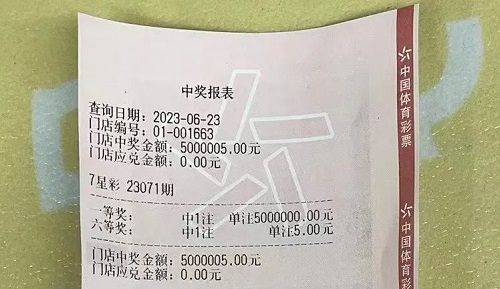 中奖报表
查询日期：2023-06-23
门店编号：01-001663
门店中奖金额：5000005.00元
门店应兑金额：0.00元
7星彩 23071期
一等奖： 中1注 单注5000000.00元
六等奖： 中1注 单注5.00元
门店中奖金额：5000005.00元
门店应兑金额：0.00元
中国体育彩票
中国体育彩票